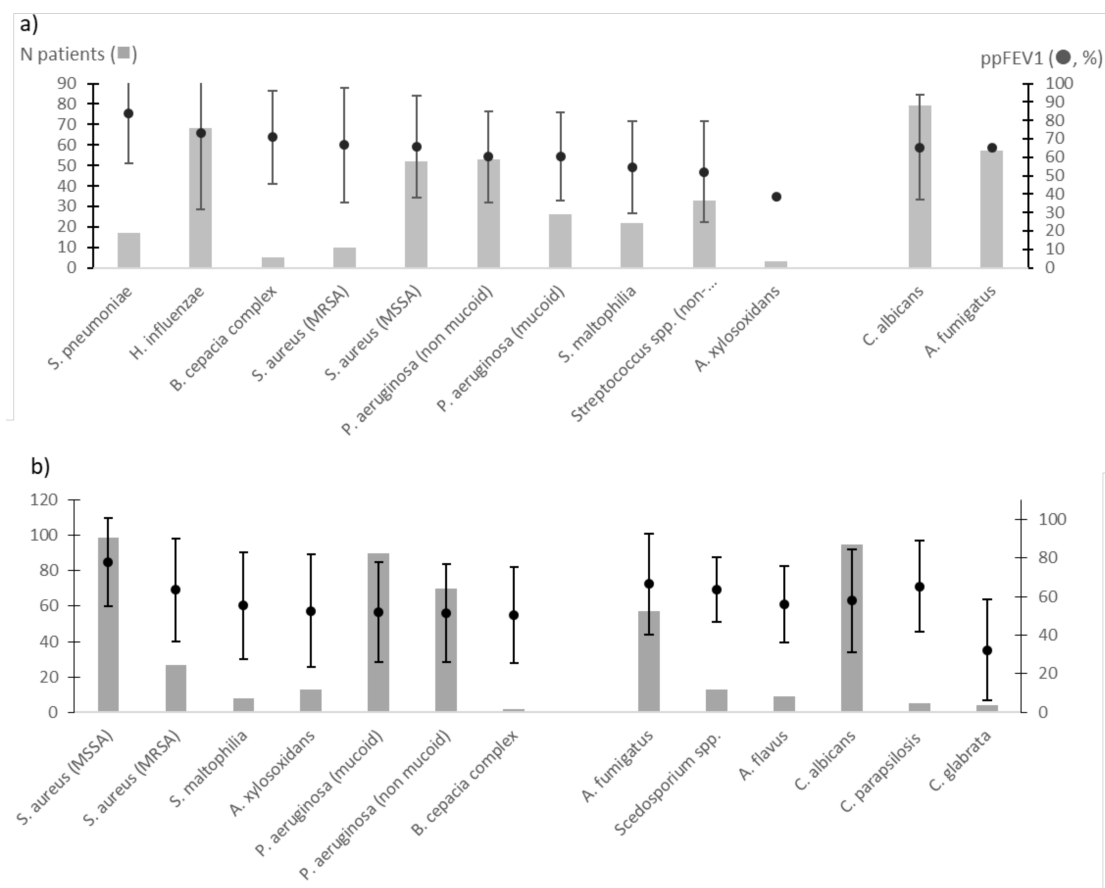 a)
N patients (■)
ppFEV1 (●, %)
90
80
70
60
50
40
30
20
10
0
100
90
80
70
60
50
40
30
20
10
0
S. pneumoniae
H. influenzae
B. cepacia complex
S. aureus (MRSA)
S. aureus (MSSA)
P. aeruginosa (non mucoid)
P. aeruginosa (mucoid)
S. maltophilia
Streptococcus spp. (non-...
A. xylosoxidans
C. albicans
A. fumigatus
b)
120
100
80
60
40
20
0
100
80
60
40
20
0
S. aureus (MSSA)
S. aureus (MRSA)
S. maltophilia
A. xylosoxidans
P. aeruginosa (mucoid)
P. aeruginosa (non mucoid)
B. cepacia complex
A. fumigatus
Scedosporium spp.
A. flavus
C. albicans
C. parapsilosis
C. glabrata